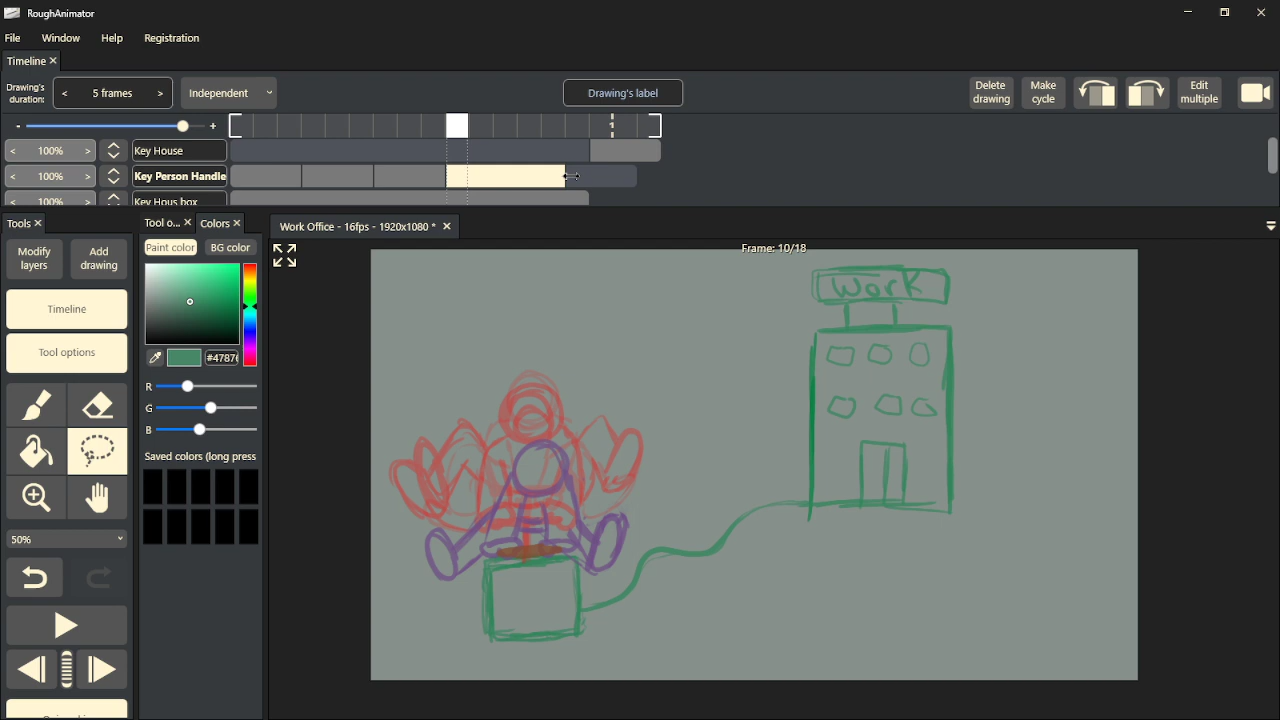 RoughAnimator
File Window Help Registration
Timeline
Drawing's duration: < 5 frames > Independent Drawing's label Delete drawing Make cycle Edit multiple
- + 1
< 100% > Key House
< 100% > Key Person Handle
< 100% > Key Hous box
Tools Tool o... Colors Work Office - 16fps - 1920x1080 *
Modify layers Add drawing Paint color BG color Frame: 10/18
Work
Timeline
Tool options
#4787
R
G
B
Saved colors (long press
50%